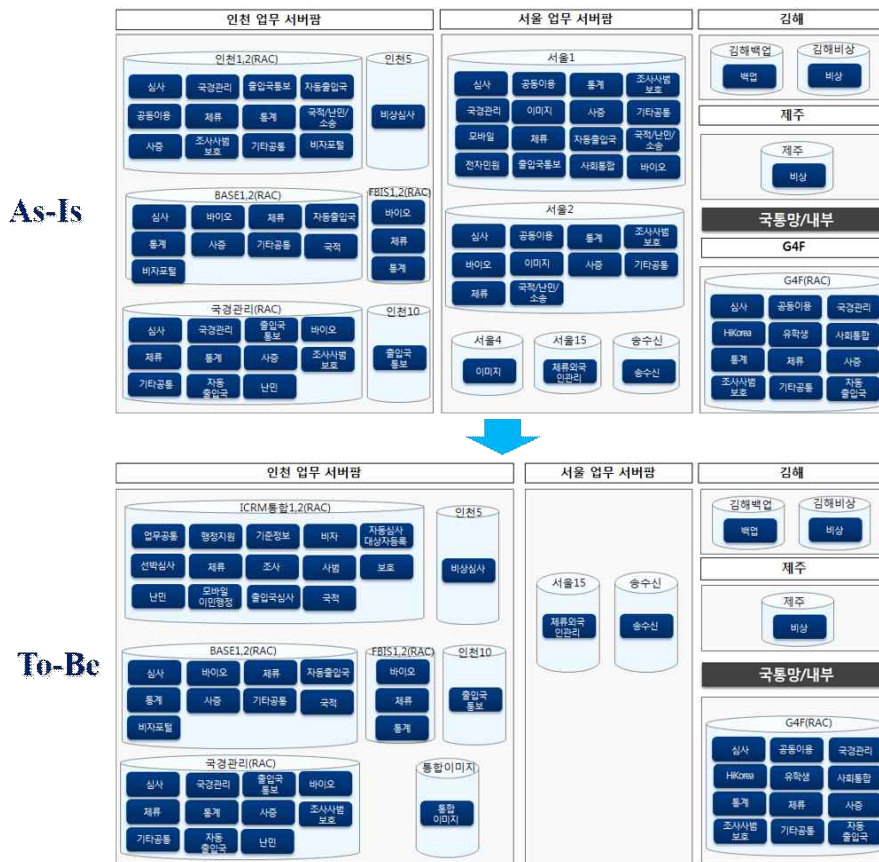 As-Is
인천 업무 서버팜
인천1,2(RAC)
심사 국경관리 출입국통보 자동출입국
공동이용 체류 통계 국적/난민/
소송
사증 조사사범
보호 기타공통 비자포털
인천5
비상심사
BASE1,2(RAC)
심사 바이오 체류 자동출입국
통계 사증 기타공통 국적
비자포털
FBIS1,2(RAC)
바이오
체류
통계
국경관리(RAC)
심사 국경관리 출입국
통보 바이오
체류 통계 사증 조사사범
보호
기타공통 자동
출입국 난민
인천10
출입국
통보
서울 업무 서버팜
서울1
심사 공동이용 통계 조사사범
보호
국경관리 이미지 사증 기타공통
모바일 체류 자동출입국 국적/난민/
소송
전자민원 출입국통보 사회통합 바이오
서울2
심사 공동이용 통계 조사사범
보호
바이오 이미지 사증 기타공통
체류 국적/난민/
소송
서울4
이미지
서울15
체류외국
인관리
송수신
송수신
김해
김해백업
백업
김해비상
비상
제주
제주
비상
국통망/내부
G4F
G4F(RAC)
심사 공동이용 국경관리
HiKorea 유학생 사회통합
통계 체류 사증
조사사범
보호 기타공통 자동
출입국
To-Be
인천 업무 서버팜
ICRM통합1,2(RAC)
업무공통 행정지원 기준정보 비자 자동심사
대상자등록
선박심사 체류 조사 사범 보호
난민 모바일
이민행정 출입국심사 국적
인천5
비상심사
BASE1,2(RAC)
심사 바이오 체류 자동출입국
통계 사증 기타공통 국적
비자포털
FBIS1,2(RAC)
바이오
체류
통계
인천10
출입국
통보
국경관리(RAC)
심사 국경관리 출입국
통보 바이오
체류 통계 사증 조사사범
보호
기타공통 자동
출입국 난민
통합이미지
통합
이미지
서울 업무 서버팜
서울15
체류외국
인관리
송수신
송수신
김해
김해백업
백업
김해비상
비상
제주
제주
비상
국통망/내부
G4F(RAC)
심사 공동이용 국경관리
HiKorea 유학생 사회통합
통계 체류 사증
조사사범
보호 기타공통 자동
출입국